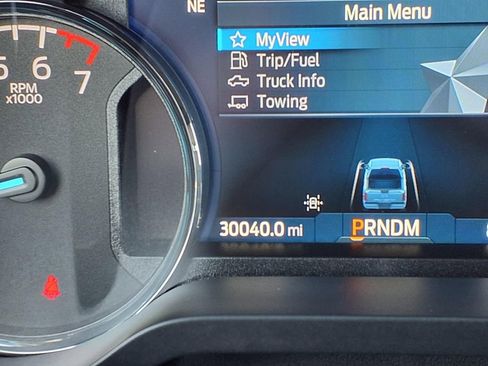 NE
Main Menu
MyView
Trip/Fuel
Truck Info
Towing
5 6 7
RPM
x1000
30040.0 mi
PRNDM